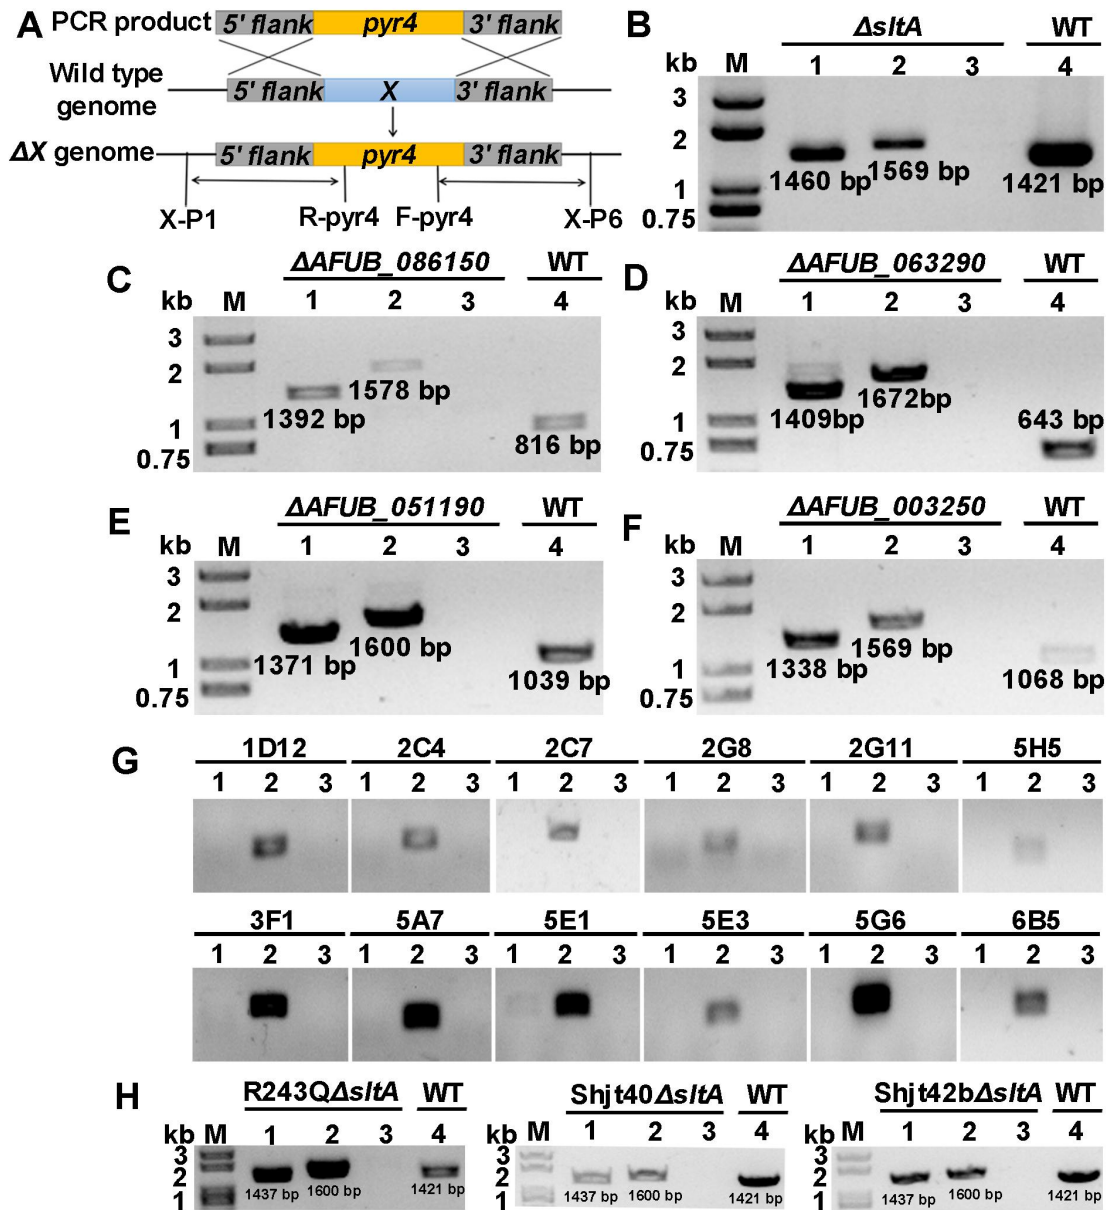 A
PCR product
5' flank pyr4 3' flank
Wild type
genome
5' flank X 3' flank
ΔX genome
5' flank pyr4 3' flank
X-P1 R-pyr4 F-pyr4 X-P6
B
ΔsltA WT
kb M 1 2 3 4
3
2
1
0.75
1460 bp 1569 bp 1421 bp
C
ΔAFUB_086150 WT
kb M 1 2 3 4
3
2
1
0.75
1392 bp 1578 bp 816 bp
D
ΔAFUB_063290 WT
kb M 1 2 3 4
3
2
1
0.75
1409bp 1672bp 643 bp
E
ΔAFUB_051190 WT
kb M 1 2 3 4
3
2
1
0.75
1371 bp 1600 bp 1039 bp
F
ΔAFUB_003250 WT
kb M 1 2 3 4
3
2
1
0.75
1338 bp 1569 bp 1068 bp
G
1D12 2C4 2C7 2G8 2G11 5H5
1 2 3 1 2 3 1 2 3 1 2 3 1 2 3 1 2 3
3F1 5A7 5E1 5E3 5G6 6B5
1 2 3 1 2 3 1 2 3 1 2 3 1 2 3 1 2 3
H
R243QΔsltA WT
kb M 1 2 3 4
3
2
1
1437 bp 1600 bp 1421 bp
Shjt40ΔsltA WT
kb M 1 2 3 4
3
2
1
1437 bp 1600 bp 1421 bp
Shjt42bΔsltA WT
kb M 1 2 3 4
3
2
1
1437 bp 1600 bp 1421 bp